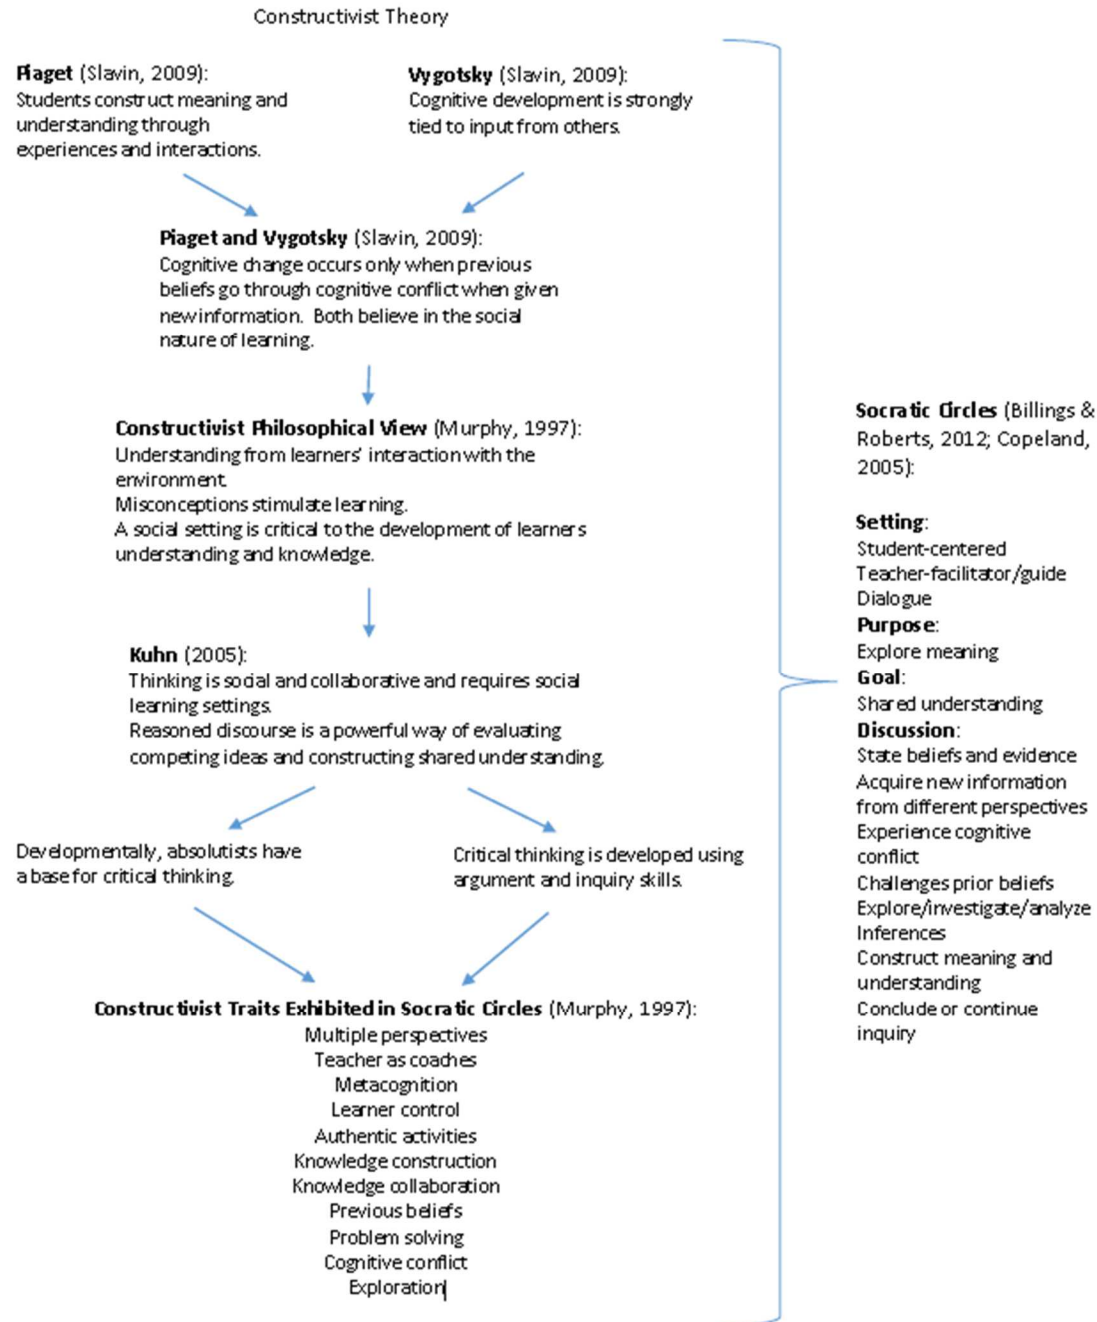 Constructivist Theory
Piaget (Slavin, 2009):
Students construct meaning and
understanding through
experiences and interactions.
Vygotsky (Slavin, 2009):
Cognitive development is strongly
tied to input from others.
Piaget and Vygotsky (Slavin, 2009):
Cognitive change occurs only when previous
beliefs go through cognitive conflict when given
new information.  Both believe in the social
nature of learning.
Constructivist Philosophical View (Murphy, 1997):
Understanding from learners' interaction with the
environment.
Misconceptions stimulate learning.
A social setting is critical to the development of learners
understanding and knowledge.
Kuhn (2005):
Thinking is social and collaborative and requires social
learning settings.
Reasoned discourse is a powerful way of evaluating
competing ideas and constructing shared understanding.
Developmentally, absolutists have
a base for critical thinking.
Critical thinking is developed using
argument and inquiry skills.
Constructivist Traits Exhibited in Socratic Circles (Murphy, 1997):
Multiple perspectives
Teacher as coaches
Metacognition
Learner control
Authentic activities
Knowledge construction
Knowledge collaboration
Previous beliefs
Problem solving
Cognitive conflict
Exploration
Socratic Circles (Billings &
Roberts, 2012; Copeland,
2005):
Setting:
Student-centered
Teacher-facilitator/guide
Dialogue
Purpose:
Explore meaning
Goal:
Shared understanding
Discussion:
State beliefs and evidence
Acquire new information
from different perspectives
Experience cognitive
conflict
Challenges prior beliefs
Explore/investigate/analyze
Inferences
Construct meaning and
understanding
Conclude or continue
inquiry